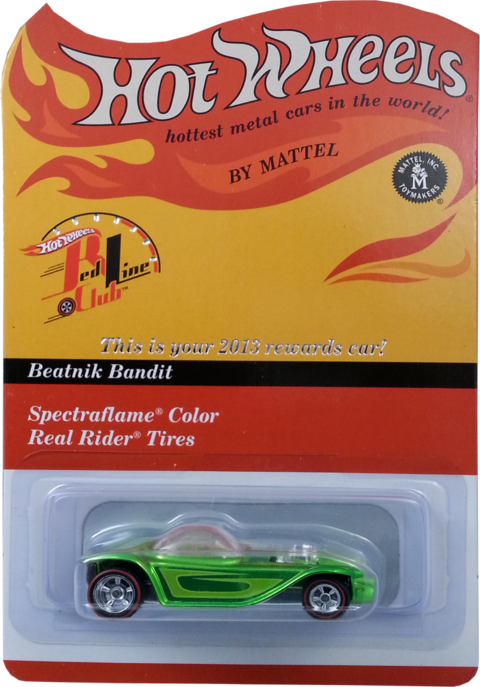 HOT WHEELS®
hottest metal cars in the world!
BY MATTEL
MATTEL, INC.
M
TOYMAKERS
®
HOT WHEELS
Red Line
Club™
This is your 2013 rewards car!
Beatnik Bandit
Spectraflame® Color
Real Rider® Tires